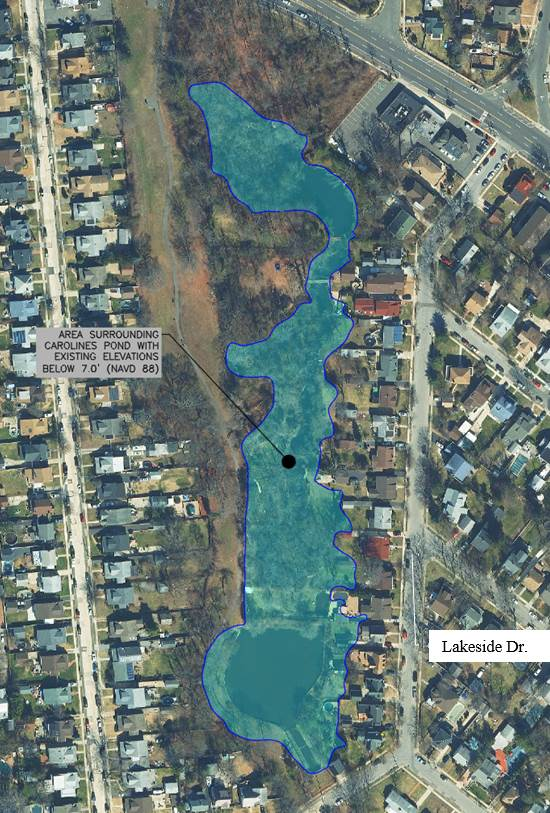 AREA SURROUNDING
CAROLINES POND WITH
EXISTING ELEVATIONS
BELOW 7.0' (NAVD 88)
Lakeside Dr.